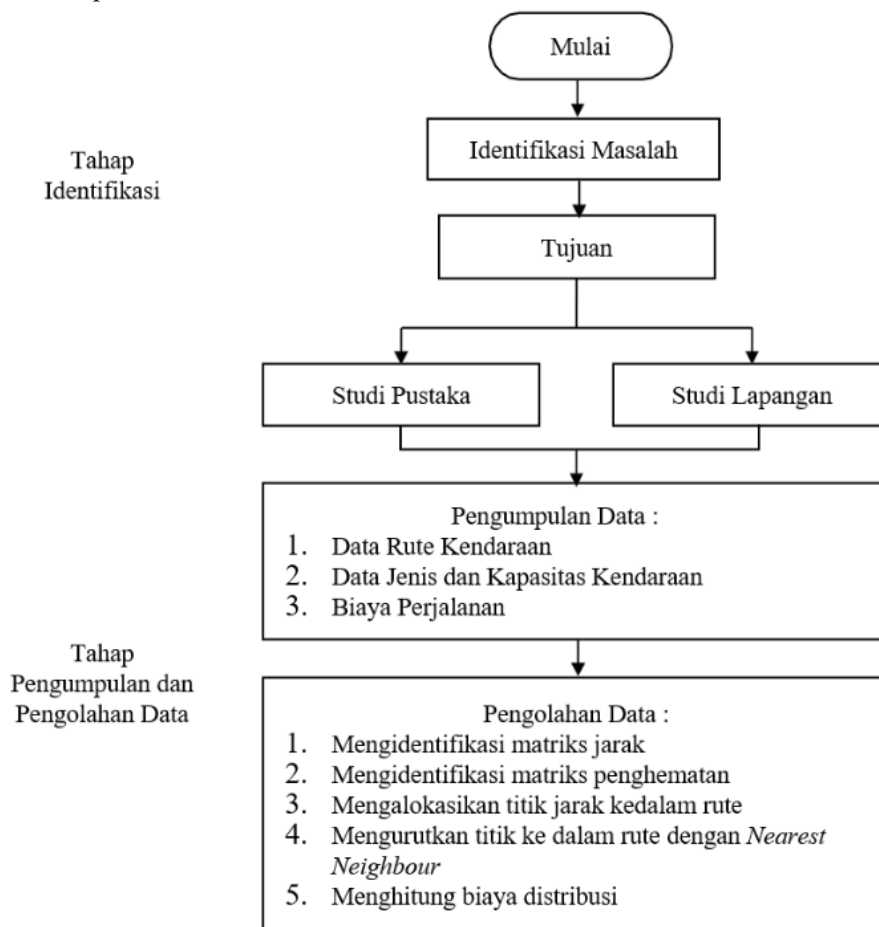 Mulai
Tahap
Identifikasi
Identifikasi Masalah
Tujuan
Studi Pustaka
Studi Lapangan
Tahap
Pengumpulan dan
Pengolahan Data
Pengumpulan Data :
1. Data Rute Kendaraan
2. Data Jenis dan Kapasitas Kendaraan
3. Biaya Perjalanan
Pengolahan Data :
1. Mengidentifikasi matriks jarak
2. Mengidentifikasi matriks penghematan
3. Mengalokasikan titik jarak kedalam rute
4. Mengurutkan titik ke dalam rute dengan Nearest
Neighbour
5. Menghitung biaya distribusi